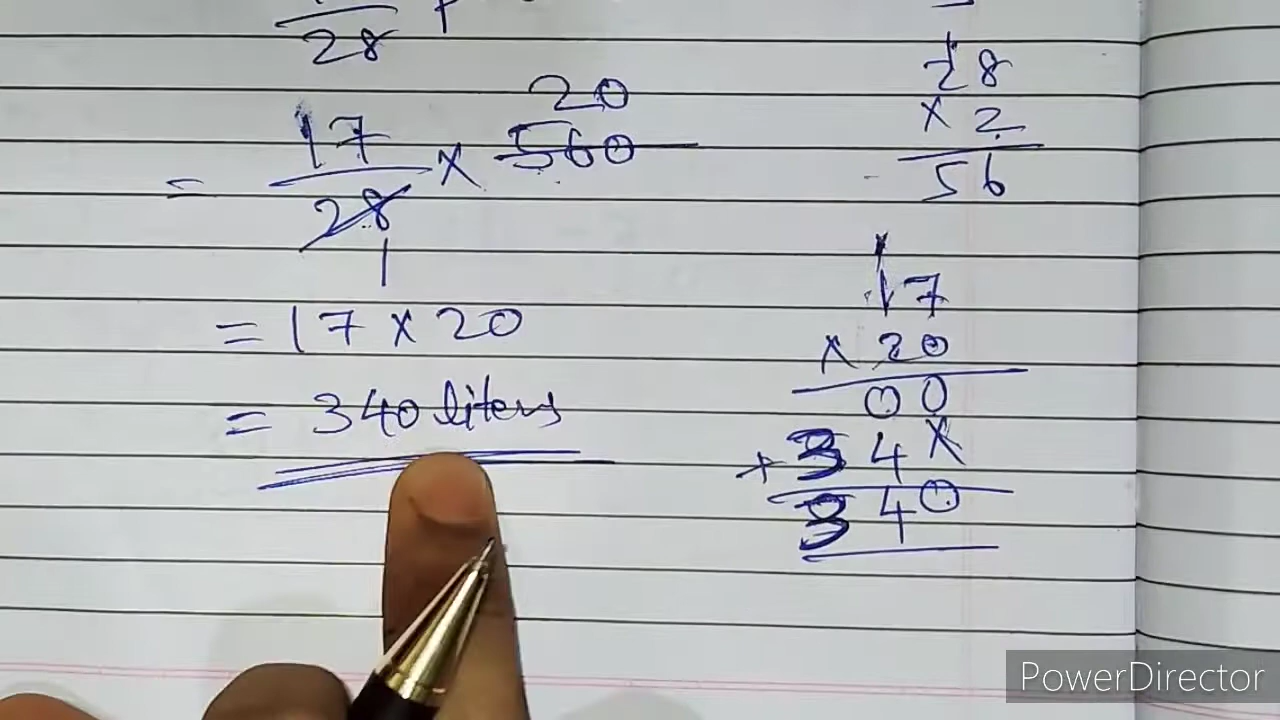 28
= 17/28 × 560 20
1
= 17 × 20
= 340 liters
28
× 2
56
17
× 20
00
+ 34×
340
PowerDirector